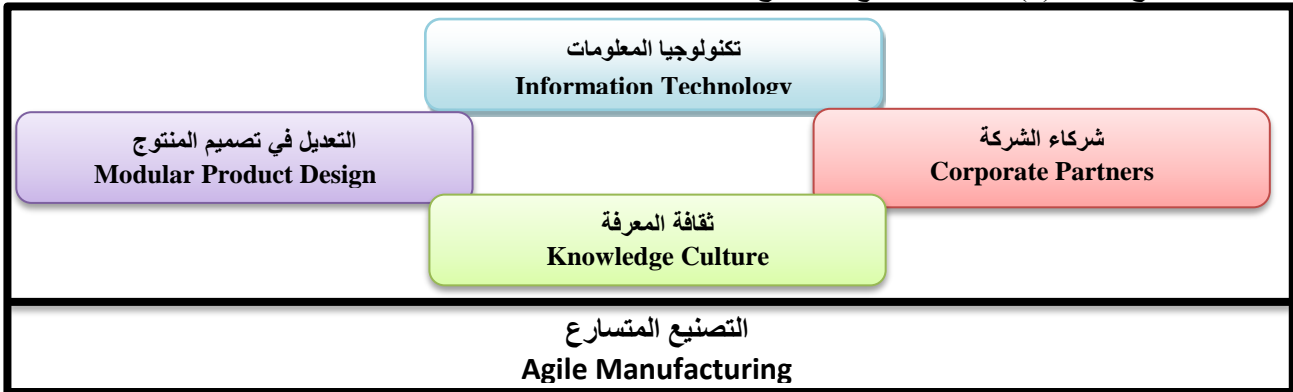 تكنولوجيا المعلومات
Information Technology
التعديل في تصميم المنتوج
Modular Product Design
شركاء الشركة
Corporate Partners
ثقافة المعرفة
Knowledge Culture
التصنيع المتسارع
Agile Manufacturing